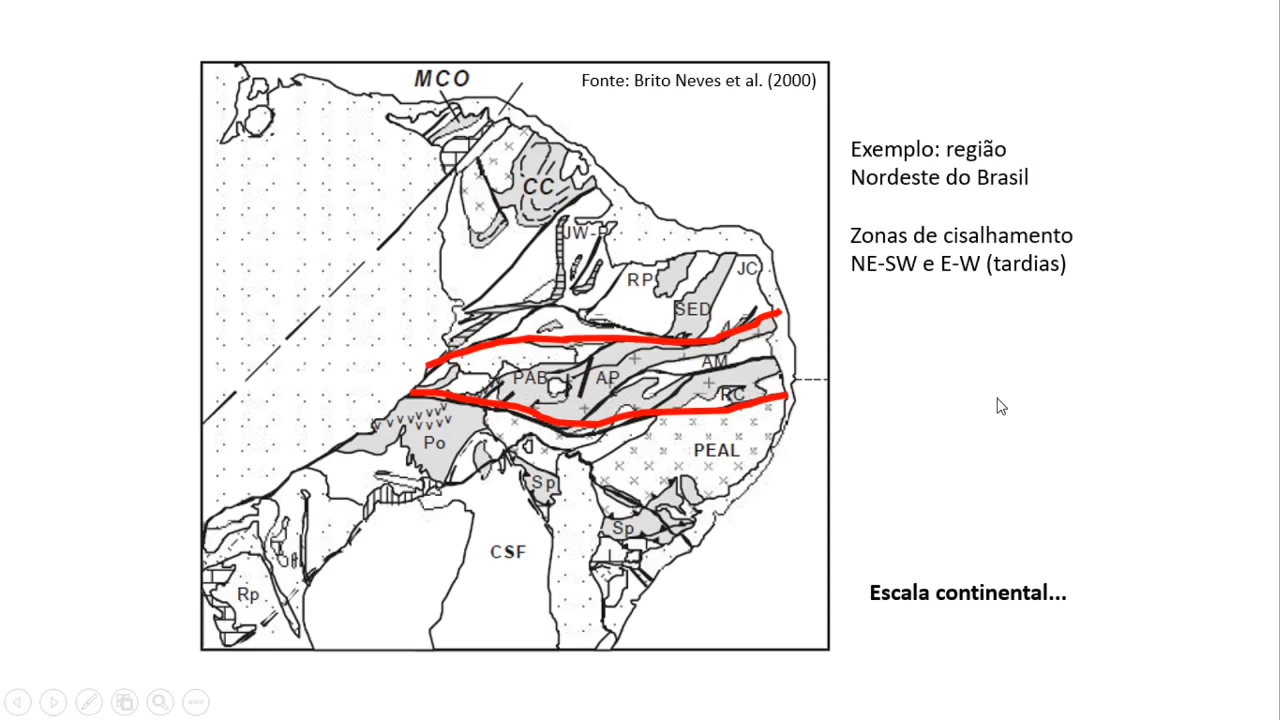 MCO
Fonte: Brito Neves et al. (2000)
CC
RP
JC
SED
PAB
AP
AM
RC
Po
PEAL
Sp
Sp
CSF
Rp
Exemplo: região
Nordeste do Brasil
Zonas de cisalhamento
NE-SW e E-W (tardias)
Escala continental...